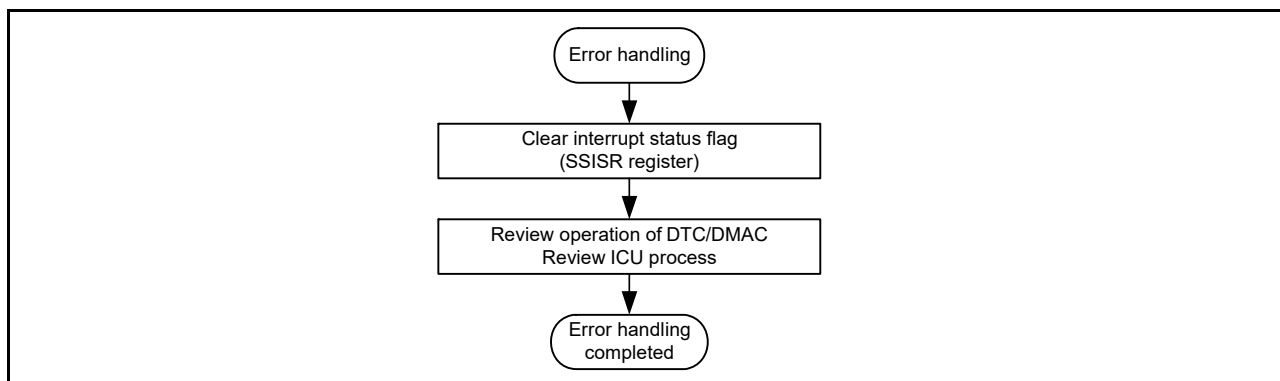 Error handling
Clear interrupt status flag
(SSISR register)
Review operation of DTC/DMAC
Review ICU process
Error handling
completed